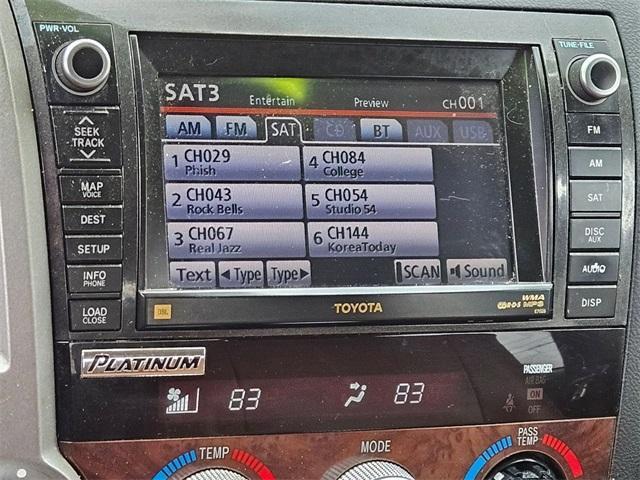 PWR·VOL
TUNE·FILE
SAT3
Entertain Preview CH001
AM FM SAT CD BT AUX USB
1 CH029
Phish
4 CH084
College
2 CH043
Rock Bells
5 CH054
Studio 54
3 CH067
Real Jazz
6 CH144
KoreaToday
Text ◄Type Type► SCAN Sound
SEEK
TRACK
MAP
VOICE
DEST
SETUP
INFO
PHONE
LOAD
CLOSE
FM
AM
SAT
DISC
AUX
AUDIO
DISP
TOYOTA
WMA
MP3
PLATINUM
83
83
PASSENGER
AIR BAG
ON
OFF
TEMP
MODE
PASS
TEMP